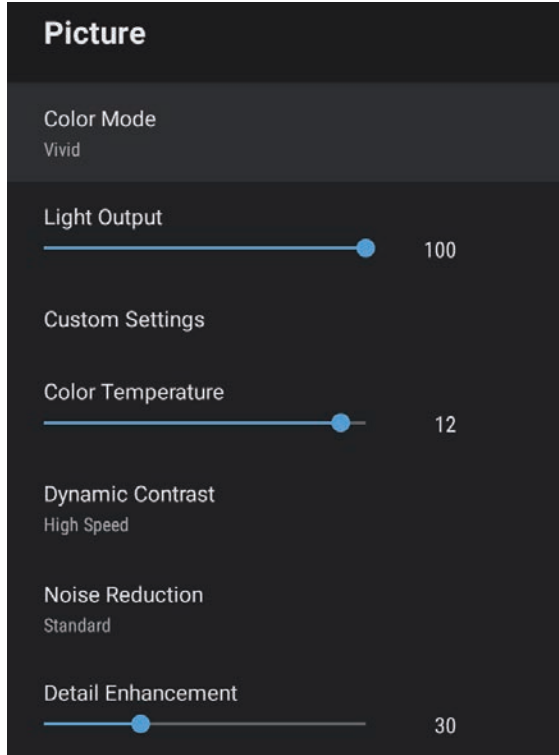 Picture
Color Mode
Vivid
Light Output
100
Custom Settings
Color Temperature
12
Dynamic Contrast
High Speed
Noise Reduction
Standard
Detail Enhancement
30